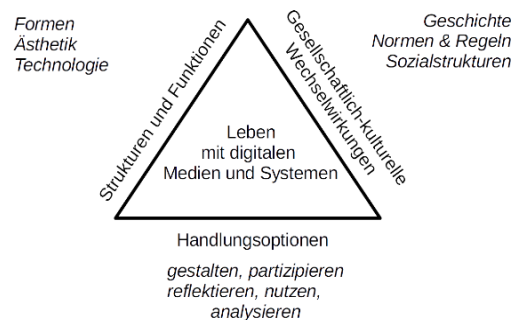 Formen
Ästhetik
Technologie
Geschichte
Normen & Regeln
Sozialstrukturen
Strukturen und Funktionen
Gesellschaftlich-kulturelle
Wechselwirkungen
Leben
mit digitalen
Medien und Systemen
Handlungsoptionen
gestalten, partizipieren
reflektieren, nutzen,
analysieren